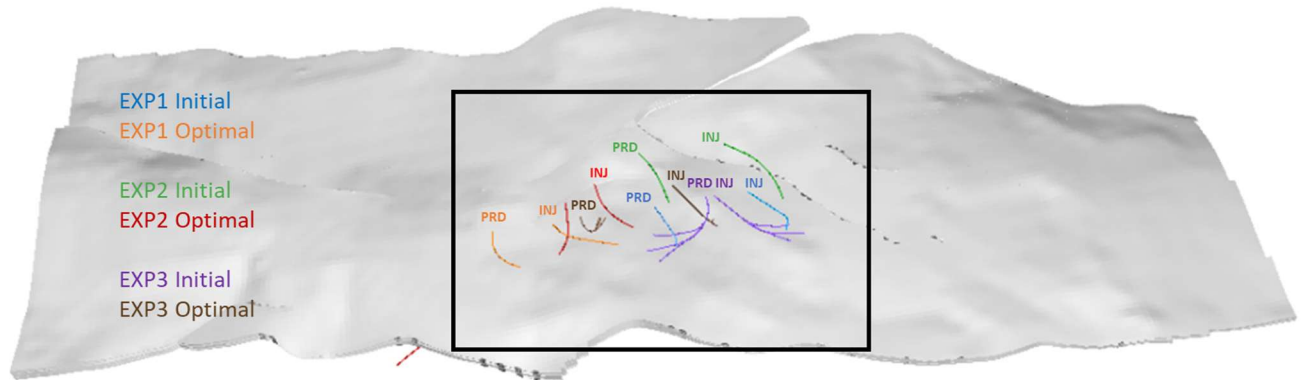 EXP1 Initial
EXP1 Optimal
EXP2 Initial
EXP2 Optimal
EXP3 Initial
EXP3 Optimal
INJ
PRD
INJ
INJ
PRD INJ
INJ
PRD
PRD
INJ
PRD